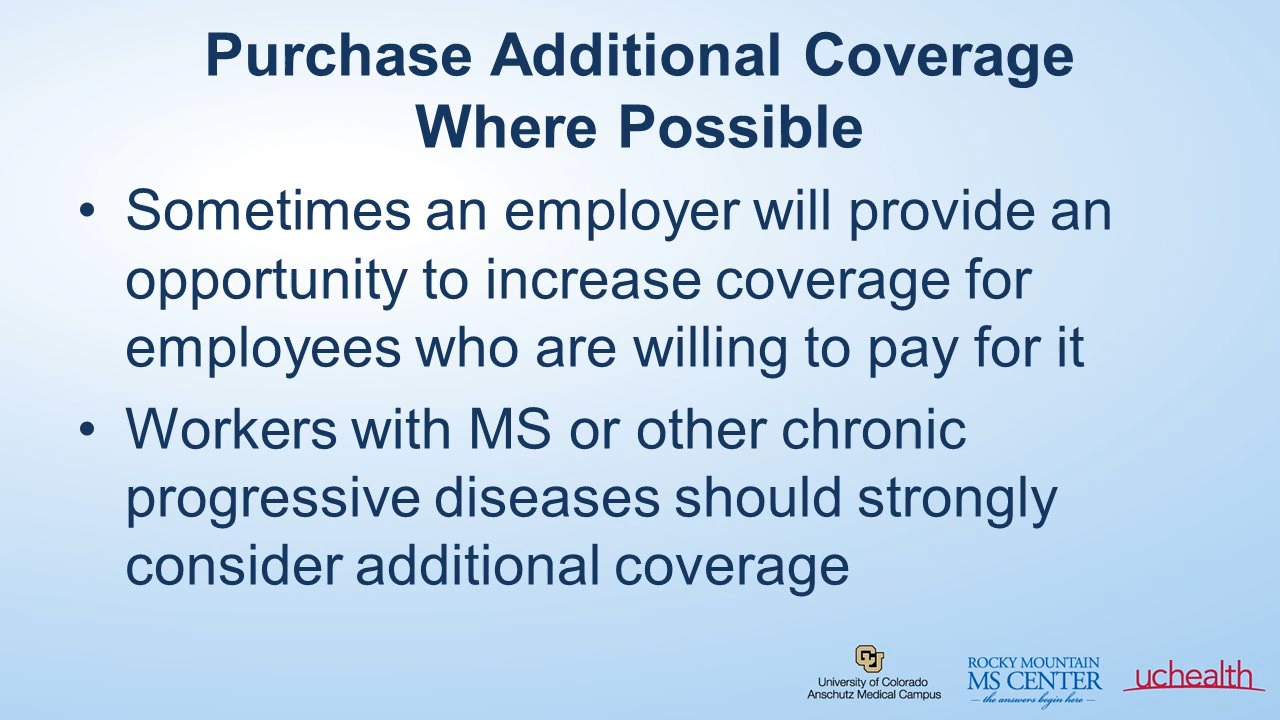 Purchase Additional Coverage
Where Possible
• Sometimes an employer will provide an
opportunity to increase coverage for
employees who are willing to pay for it
• Workers with MS or other chronic
progressive diseases should strongly
consider additional coverage
CU
University of Colorado
Anschutz Medical Campus
ROCKY MOUNTAIN
MS CENTER
— the answers begin here —
uchealth